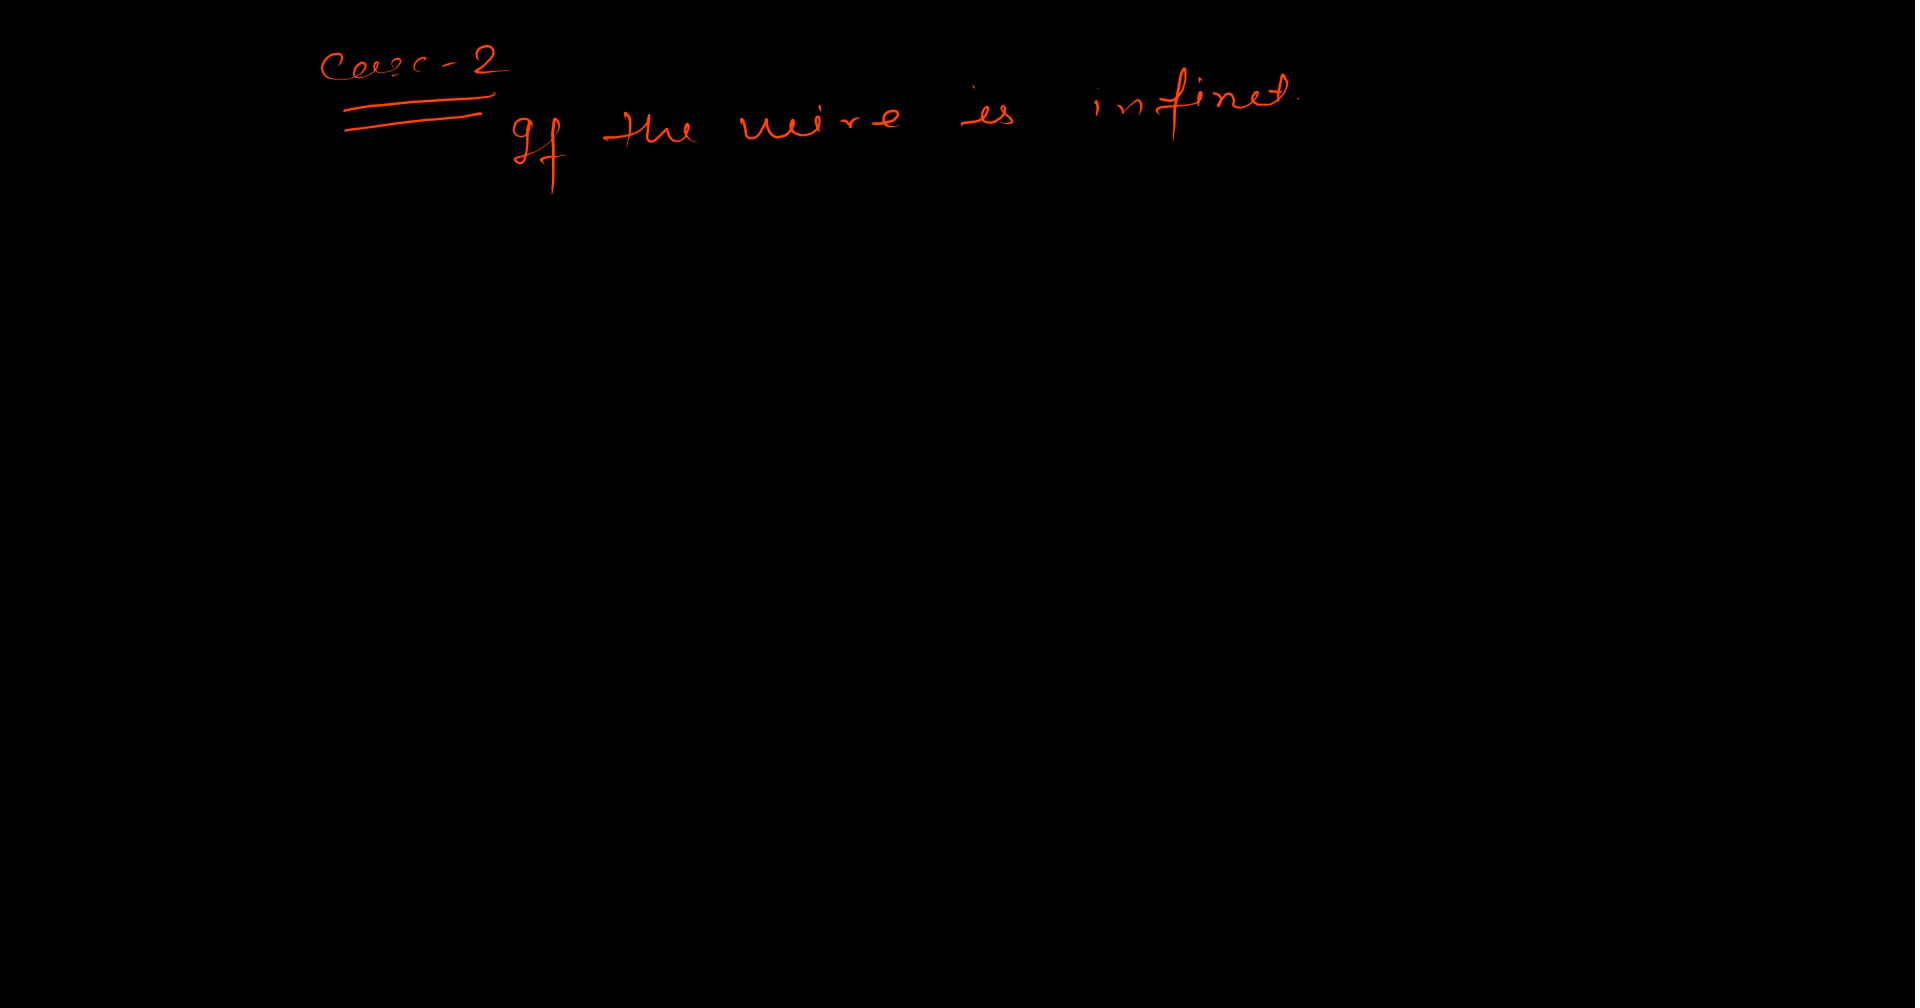 Case - 2
If the wire is infinet.